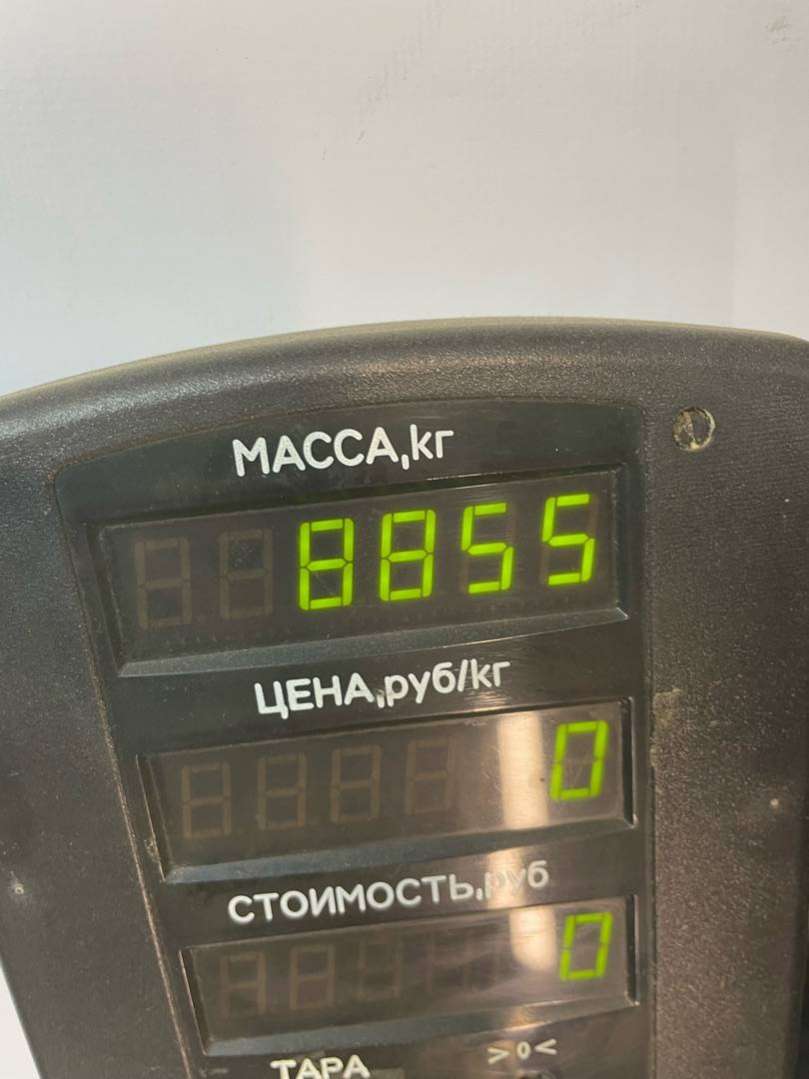 МАССА,кг
8855
ЦЕНА,руб/кг
0
СТОИМОСТЬ,руб
0
ТАРА >0<